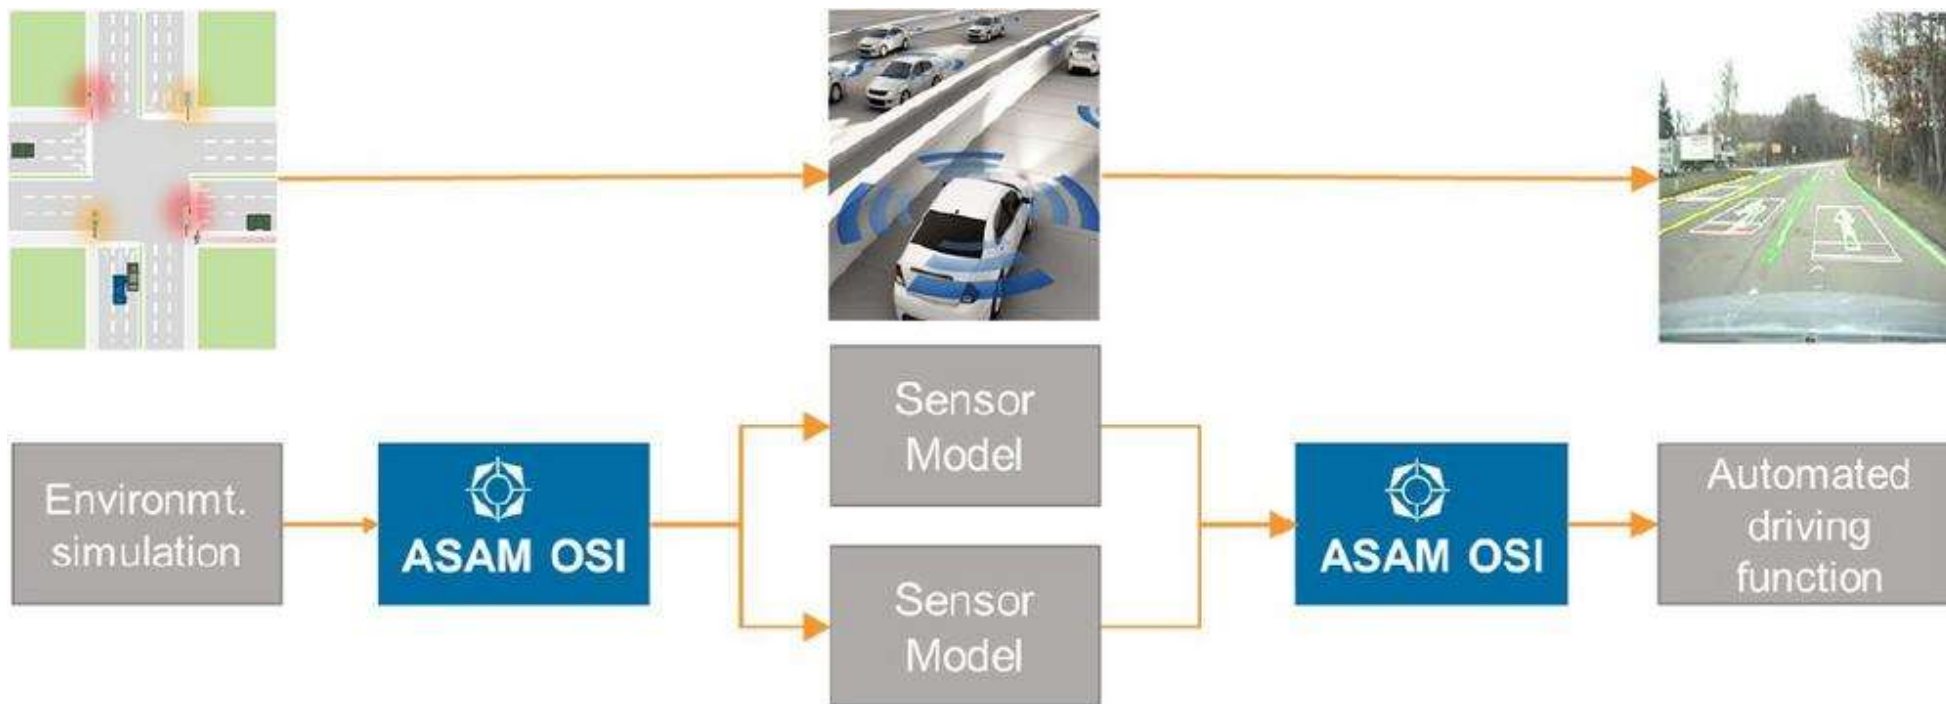 Environmt.
simulation
ASAM OSI
Sensor
Model
Sensor
Model
ASAM OSI
Automated
driving
function